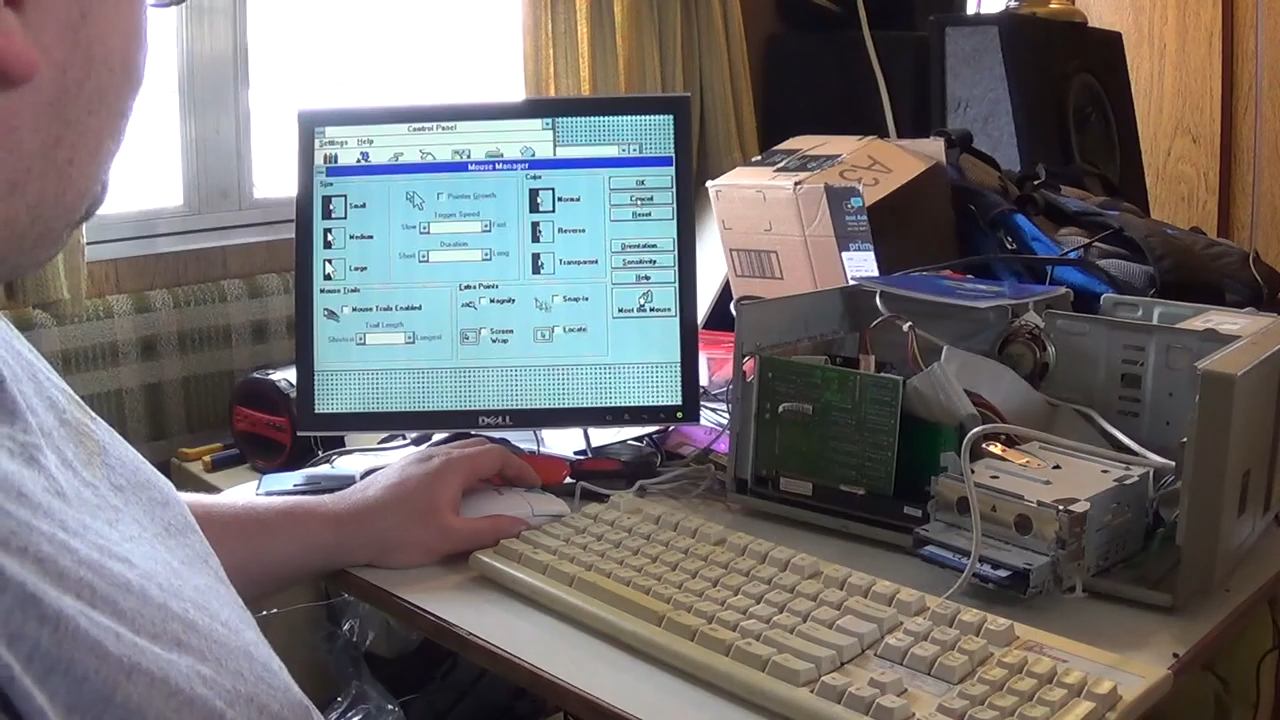 Control Panel
Settings Help
Mouse Manager
Size
Small
Medium
Large
Pointer Growth
Trigger Speed
Slow
Fast
Duration
Short
Long
Color
Normal
Reverse
Transparent
OK
Cancel
Reset
Orientation...
Sensitivity...
Help
Meet the Mouse
Mouse Trails
Mouse Trails Enabled
Trail Length
Shortest
Longest
Extra Points
Magnify
Snap-to
Screen
Wrap
Locate
DELL
A3
prime